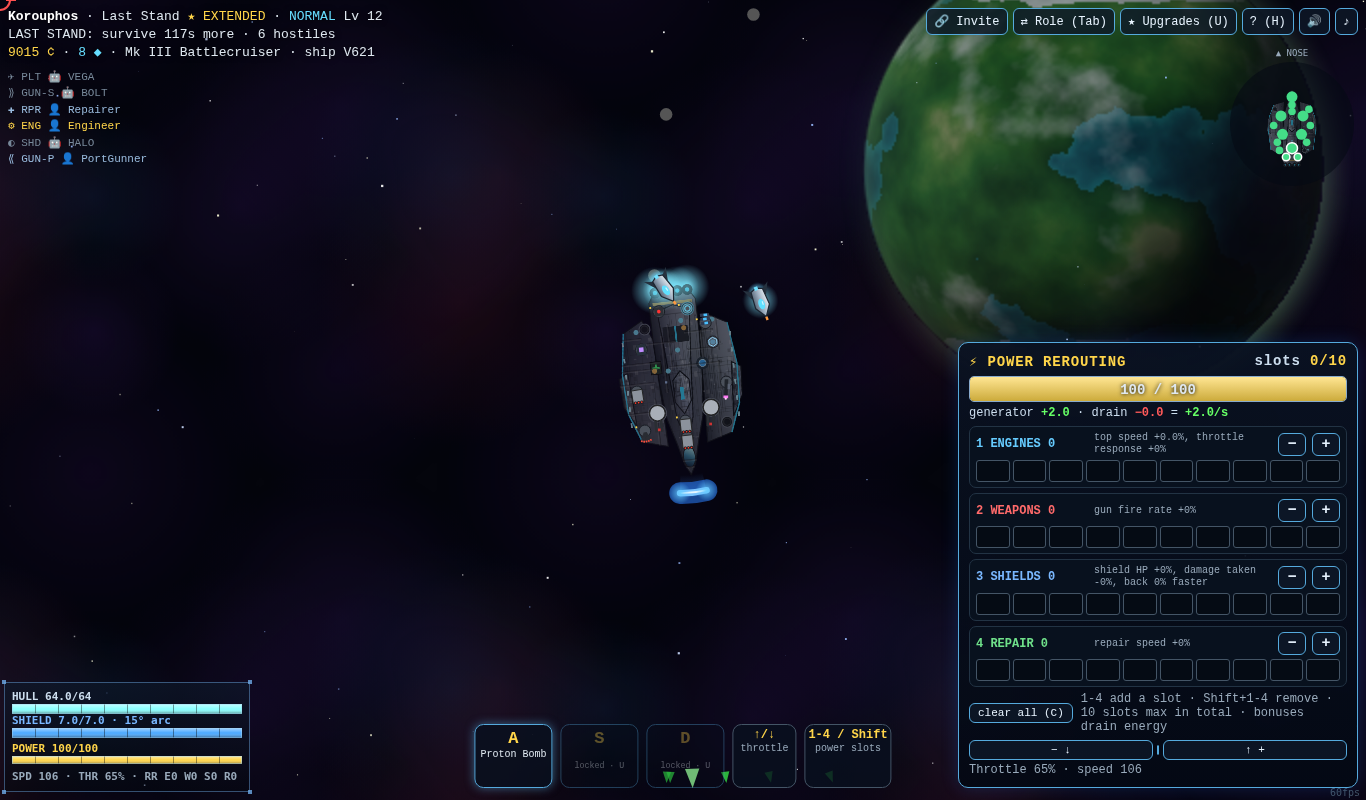 Korouphos · Last Stand ★ EXTENDED · NORMAL Lv 12
LAST STAND: survive 117s more · 6 hostiles
9015 ¢ · 8 ◆ · Mk III Battlecruiser · ship V621
✈ PLT 🤖 VEGA
⟫ GUN-S 🤖 BOLT
✚ RPR 👤 Repairer
⚙ ENG 👤 Engineer
◐ SHD 🤖 HALO
⟪ GUN-P 👤 PortGunner
🔗 Invite
⇄ Role (Tab)
★ Upgrades (U)
? (H)
🔊
♪
▲ NOSE
⚡ POWER REROUTING
slots 0/10
100 / 100
generator +2.0 · drain −0.0 = +2.0/s
1 ENGINES 0
top speed +0.0%, throttle
response +0%
− +
2 WEAPONS 0
gun fire rate +0%
− +
3 SHIELDS 0
shield HP +0%, damage taken
-0%, back 0% faster
− +
4 REPAIR 0
repair speed +0%
− +
clear all (C)
1-4 add a slot · Shift+1-4 remove ·
10 slots max in total · bonuses
drain energy
− ↓
↑ +
Throttle 65% · speed 106
60fps
HULL 64.0/64
SHIELD 7.0/7.0 · 15° arc
POWER 100/100
SPD 106 · THR 65% · RR E0 W0 S0 R0
A
Proton Bomb
S
locked · U
D
locked · U
↑/↓
throttle
1-4 / Shift
power slots